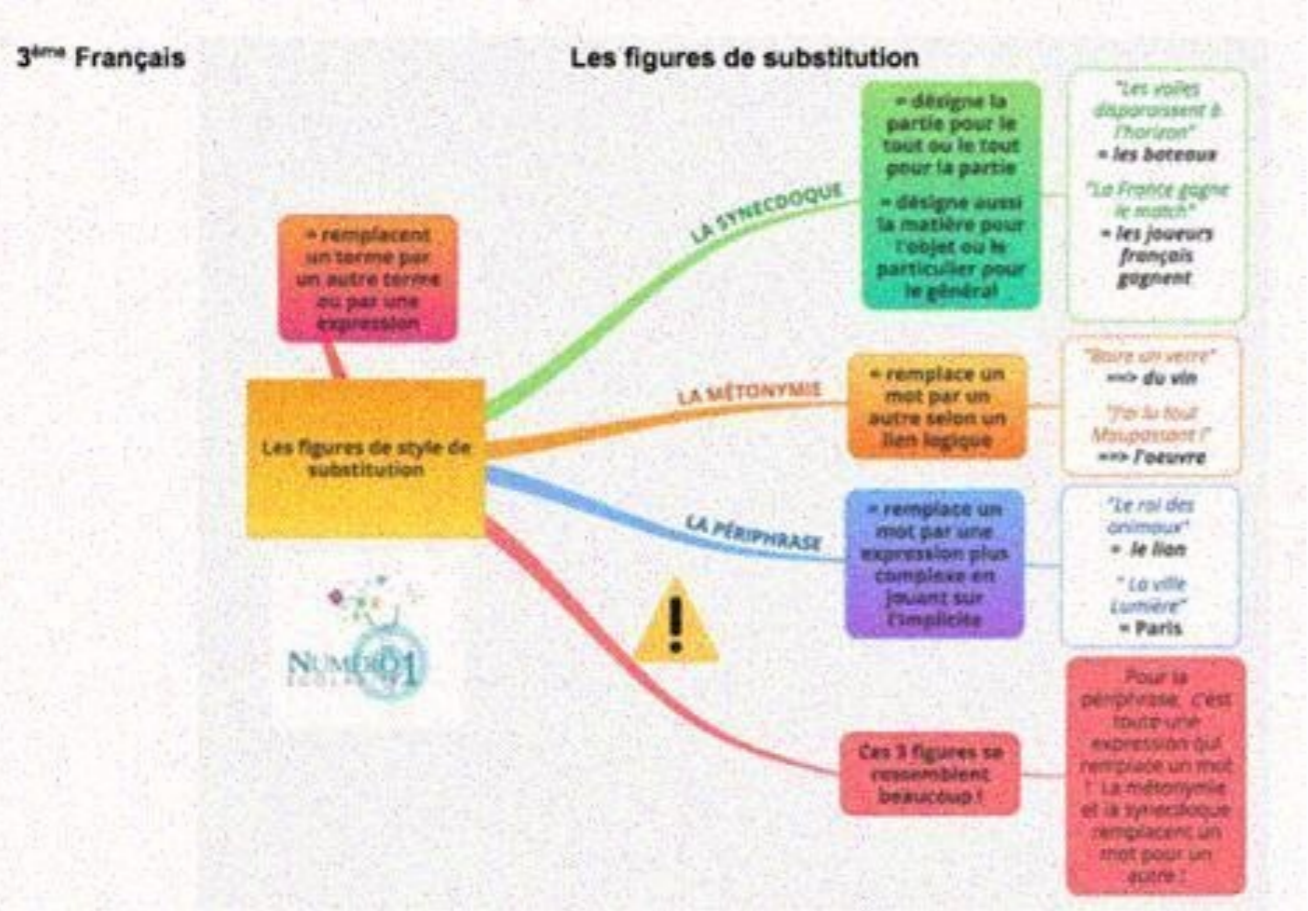 3ème Français
Les figures de substitution
= remplacent
un terme par
un autre terme
ou par une
expression
Les figures de style de
substitution
LA SYNECDOQUE
= désigne la
partie pour le
tout ou le tout
pour la partie
= désigne aussi
la matière pour
l'objet ou le
particulier pour
le général
"Les voiles
disparaissent à
l'horizon"
= les bateaux
"La France gagne
le match"
= les joueurs
français
gagnent
LA MÉTONYMIE
= remplace un
mot par un
autre selon un
lien logique
"Boire un verre"
==> du vin
"J'ai lu tout
Maupassant !"
==> l'oeuvre
LA PÉRIPHRASE
= remplace un
mot par une
expression plus
complexe en
jouant sur
l'implicite
"Le roi des
animaux"
= le lion
" La ville
Lumière"
= Paris
Ces 3 figures se
ressemblent
beaucoup !
Pour la
périphrase, c'est
toute une
expression qui
remplace un mot
! La métonymie
et la synecdoque
remplacent un
mot pour un
autre !
NUMÉRO1